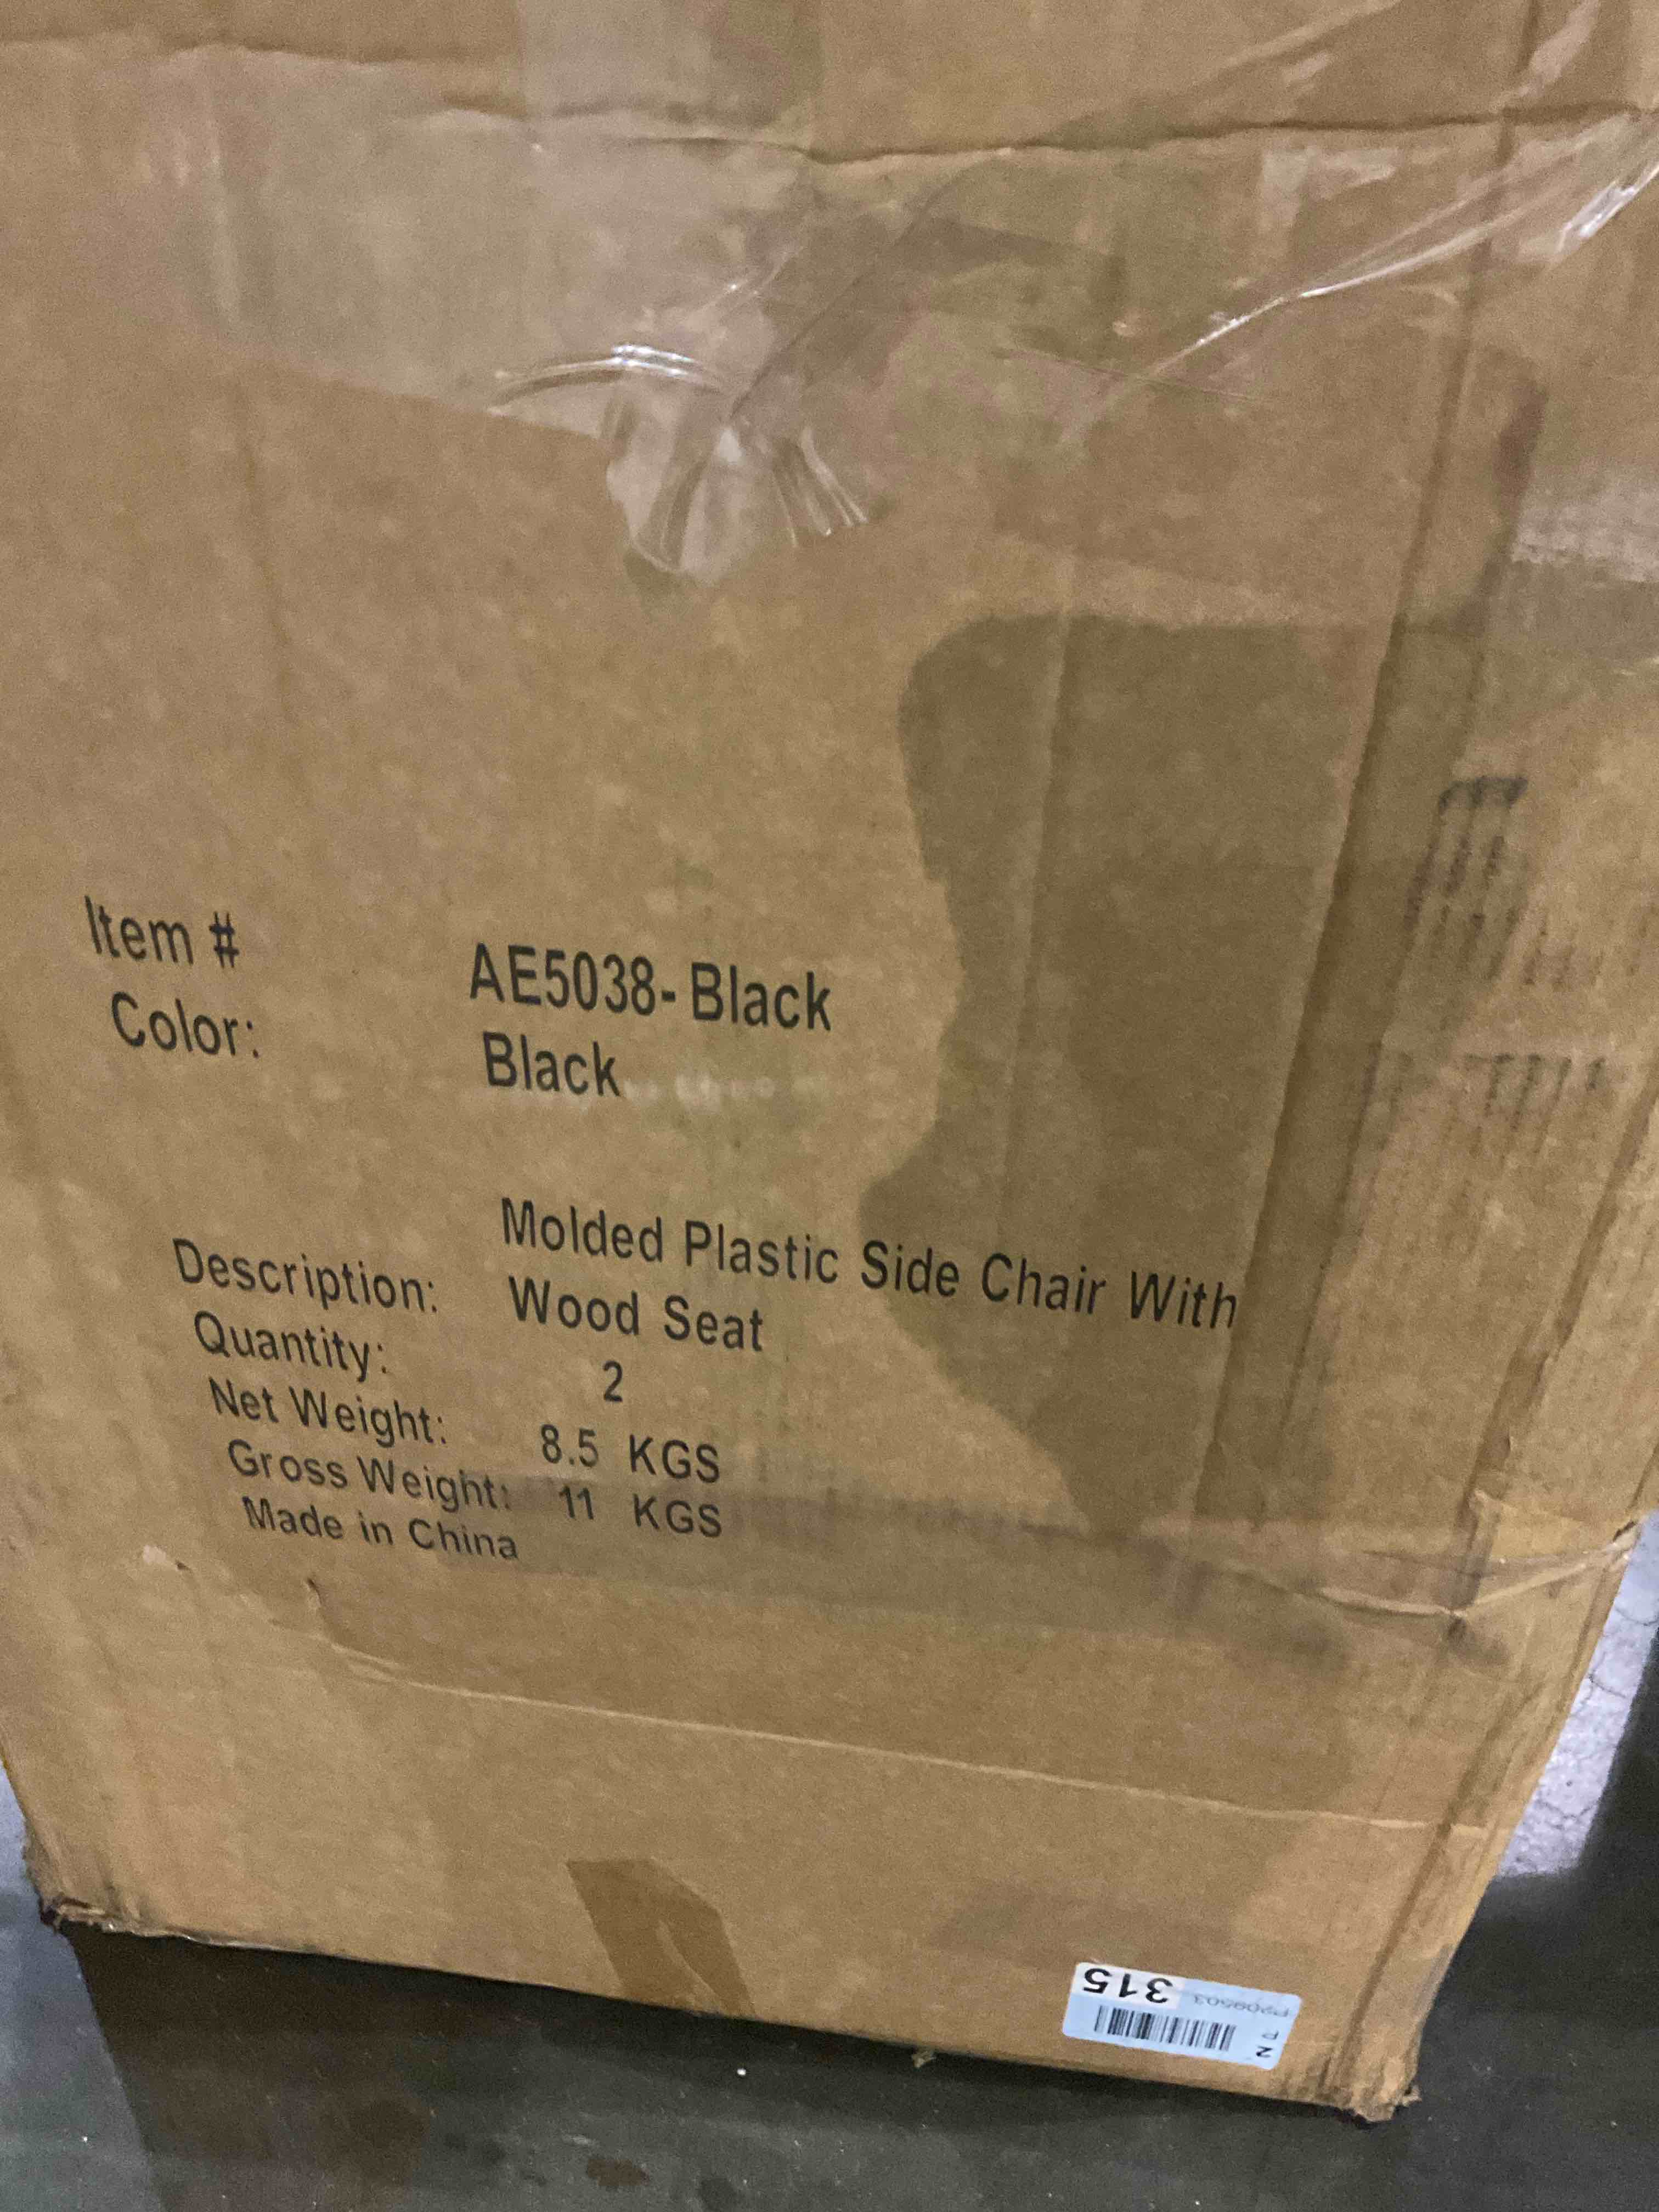 Item # AE5038-Black
Color: Black
Description: Molded Plastic Side Chair With
Wood Seat
Quantity: 2
Net Weight: 8.5 KGS
Gross Weight: 11 KGS
Made in China
315